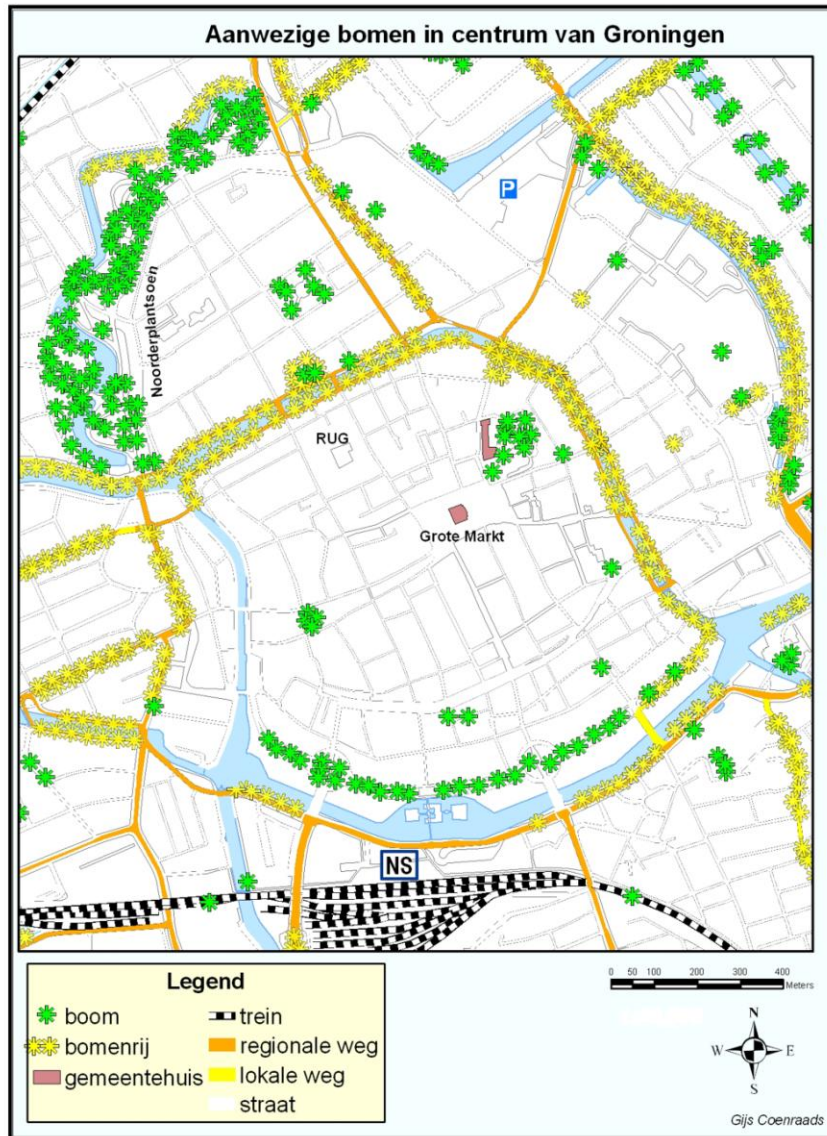 Aanwezige bomen in centrum van Groningen
P
Noorderplantsoen
RUG
Grote Markt
NS
Legend
boom
bomenrij
gemeentehuis
trein
regionale weg
lokale weg
straat
0 50 100 200 300 400
Meters
N
W E
S
Gijs Coenraads